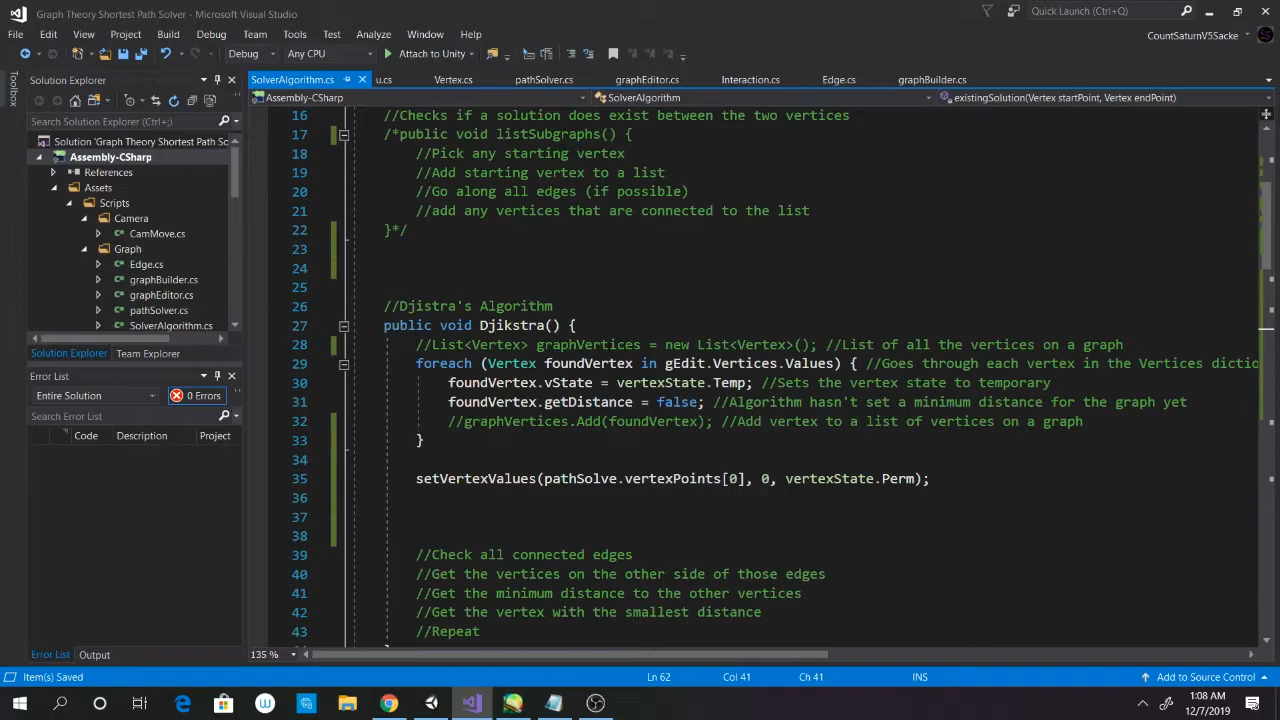 Graph Theory Shortest Path Solver - Microsoft Visual Studio
Quick Launch (Ctrl+Q)
File Edit View Project Build Debug Team Tools Test Analyze Window Help
CountSaturnV5Sacke
Debug Any CPU Attach to Unity
Toolbox
Solution Explorer
SolverAlgorithm.cs u.cs Vertex.cs pathSolver.cs graphEditor.cs Interaction.cs Edge.cs graphBuilder.cs
Assembly-CSharp SolverAlgorithm existingSolution(Vertex startPoint, Vertex endPoint)
Search Solution Explorer (Ctrl+;)
Solution 'Graph Theory Shortest Path Sc
Assembly-CSharp
References
Assets
Scripts
Camera
CamMove.cs
Graph
Edge.cs
graphBuilder.cs
graphEditor.cs
pathSolver.cs
SolverAlgorithm.cs
Solution Explorer Team Explorer
Error List
Entire Solution 0 Errors
Search Error List
Code Description Project
Error List Output
16 //Checks if a solution does exist between the two vertices
17 /*public void listSubgraphs() {
18 //Pick any starting vertex
19 //Add starting vertex to a list
20 //Go along all edges (if possible)
21 //add any vertices that are connected to the list
22 }*/
23
24
25
26 //Djistra's Algorithm
27 public void Djikstra() {
28 //List<Vertex> graphVertices = new List<Vertex>(); //List of all the vertices on a graph
29 foreach (Vertex foundVertex in gEdit.Vertices.Values) { //Goes through each vertex in the Vertices dictio
30 foundVertex.vState = vertexState.Temp; //Sets the vertex state to temporary
31 foundVertex.getDistance = false; //Algorithm hasn't set a minimum distance for the graph yet
32 //graphVertices.Add(foundVertex); //Add vertex to a list of vertices on a graph
33 }
34
35 setVertexValues(pathSolve.vertexPoints[0], 0, vertexState.Perm);
36
37
38
39 //Check all connected edges
40 //Get the vertices on the other side of those edges
41 //Get the minimum distance to the other vertices
42 //Get the vertex with the smallest distance
43 //Repeat
135 %
Item(s) Saved Ln 62 Col 41 Ch 41 INS Add to Source Control
1:08 AM
12/7/2019